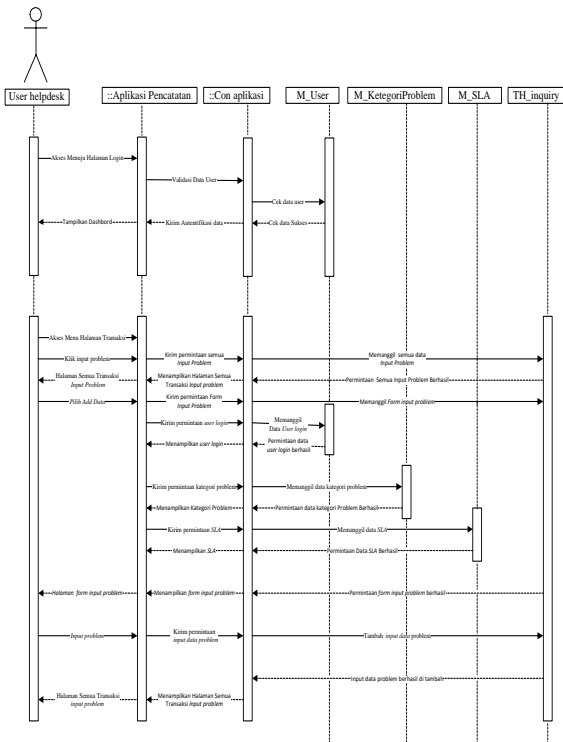 User helpdesk
::Aplikasi Pencatatan
::Con aplikasi
M_User
M_KetegoriProblem
M_SLA
TH_inquiry
Akses Menuju Halaman Login
Validasi Data User
Cek data user
Tampilkan Dashbord
Kirim Autentifikasi data
Cek data Sukses
Akses Menu Halaman Transaksi
Klik input problem
Kirim permintaan semua
Input Problem
Memanggil semua data
Input Problem
Halaman Semua Transaksi
Input Problem
Menampilkan Halaman Semua
Transaksi Input problem
Permintaan Semua Input Problem Berhasil
Pilih Add Data
Kirim permintaan Form
Input Problem
Memanggil Form input problem
Kirim permintaan user login
Memanggil
Data User login
Menampilkan user login
Permintaan data
user login berhasil
Kirim permintaan kategori problem
Memanggil data kategori problem
Menampilkan Kategori Problem
Permintaan data kategori Problem Berhasil
Kirim permintaan SLA
Memanggil data SLA
Menampilkan SLA
Permintaan Data SLA Berhasil
Halaman form input problem
Menampilkan form input problem
Permintaan form input problem berhasil
Input problem
Kirim permintaan
input data problem
Tambah input data problem
Input data problem berhasil di tambah
Halaman Semua Transaksi
input problem
Menampilkan Halaman Semua
Transaksi Input problem